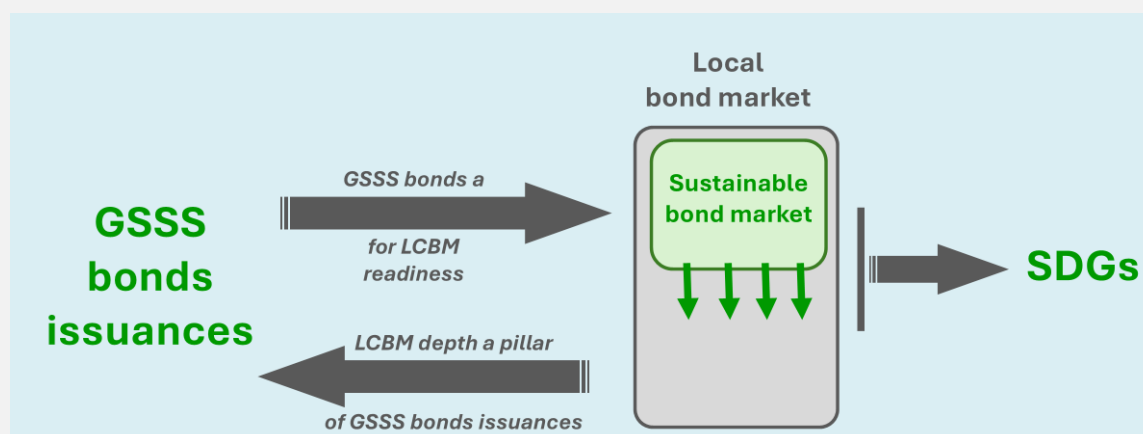 Local
bond market
GSSS bonds a
Sustainable
bond market
GSSS
bonds
issuances
for LCBM
readiness
SDGs
LCBM depth a pillar
of GSSS bonds issuances